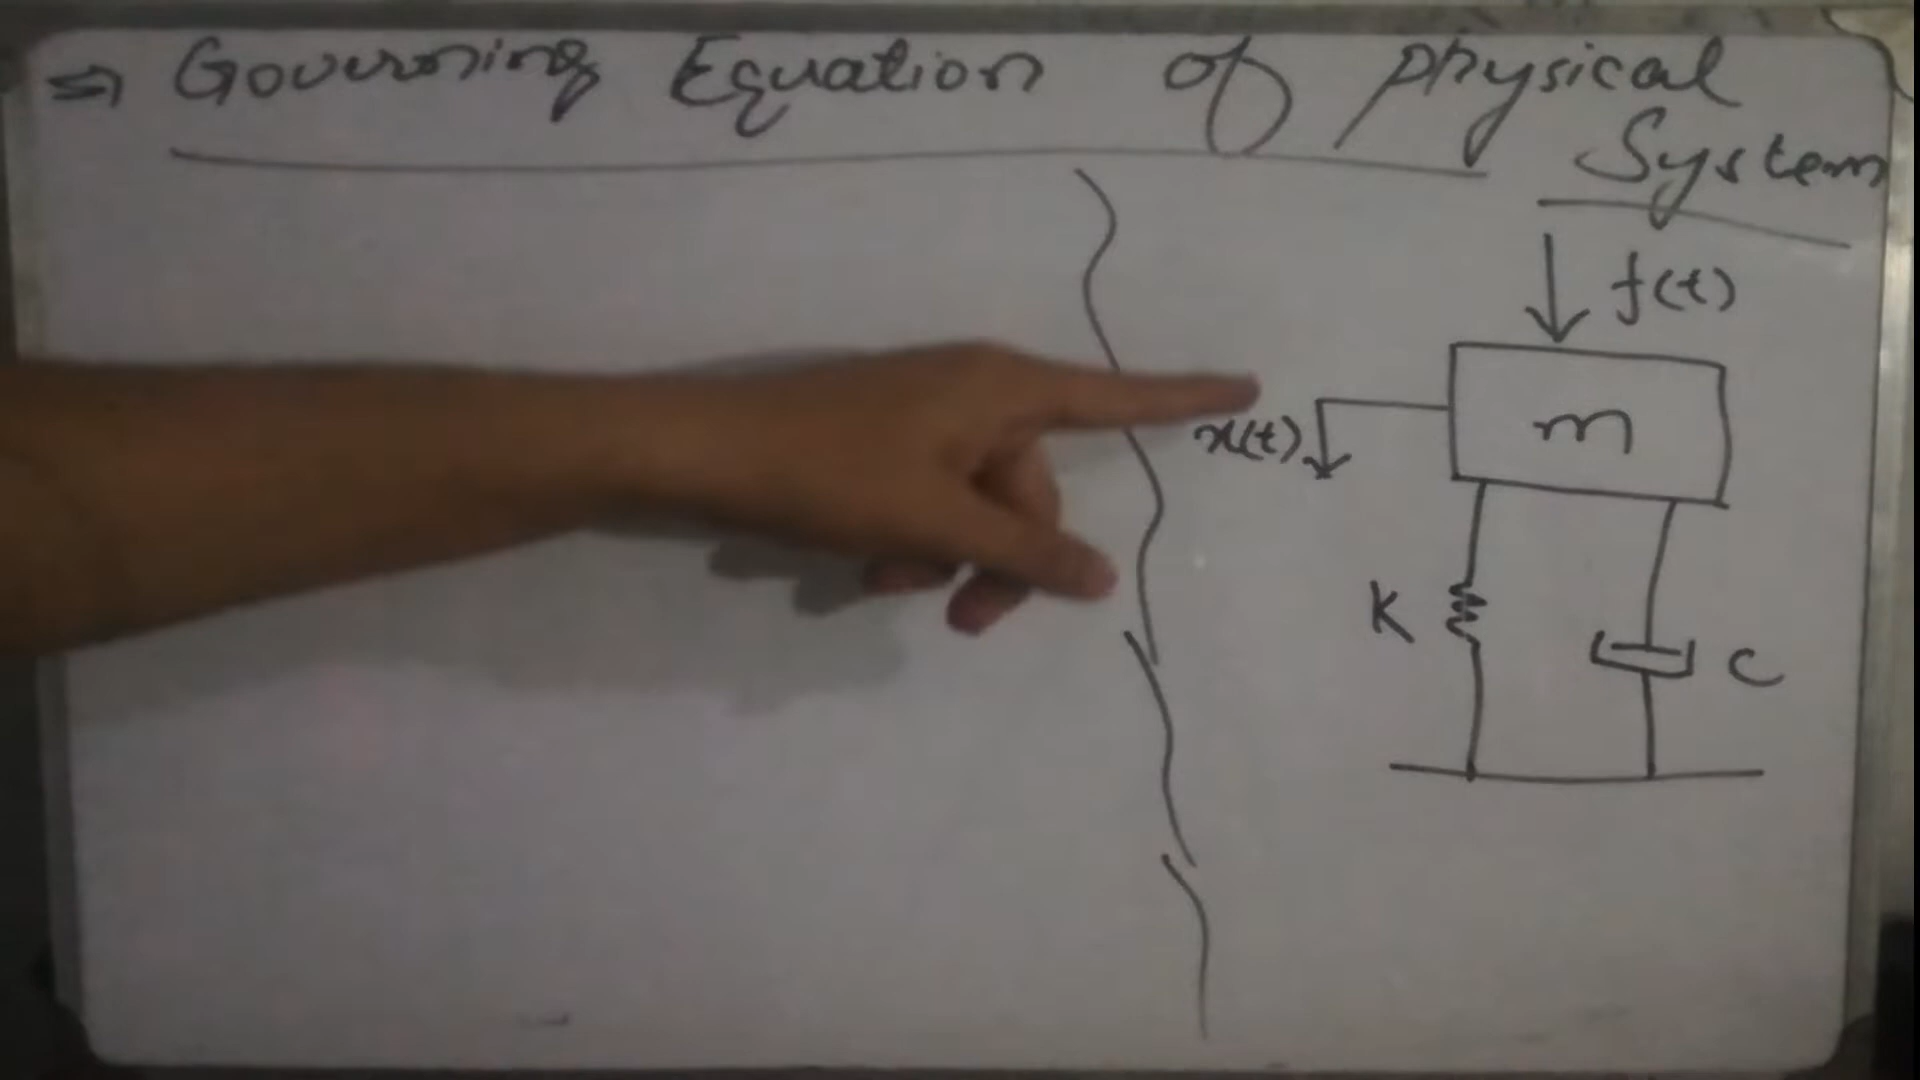 ⇒ Governing Equation of physical
System
f(t)
m
x(t)
K
C